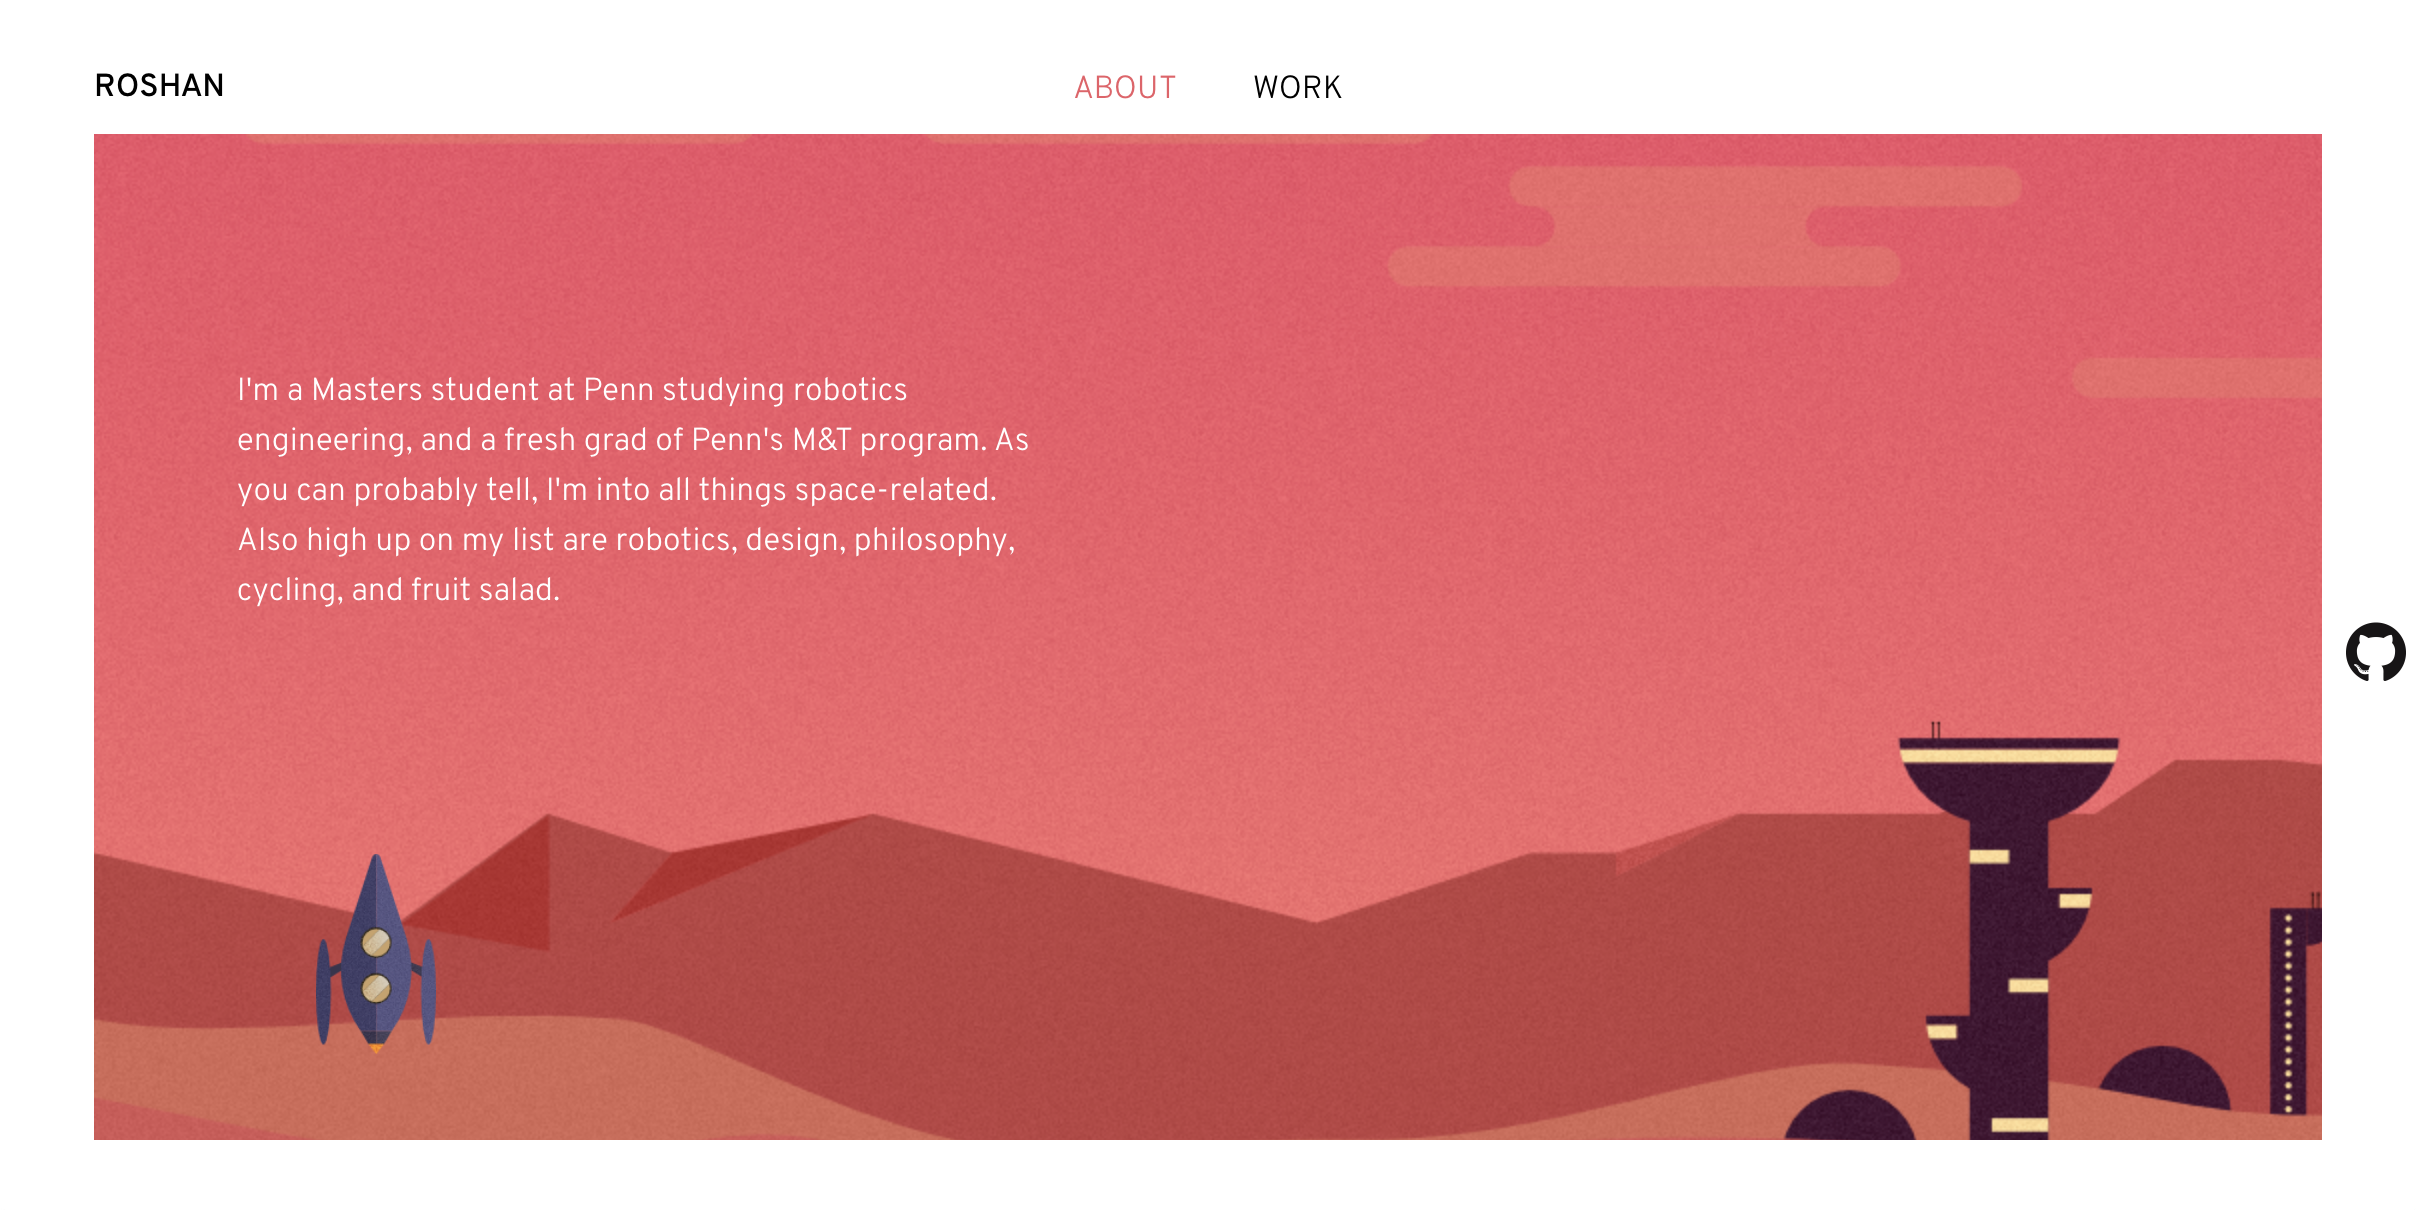 ROSHAN
ABOUT
WORK
I'm a Masters student at Penn studying robotics
engineering, and a fresh grad of Penn's M&T program. As
you can probably tell, I'm into all things space-related.
Also high up on my list are robotics, design, philosophy,
cycling, and fruit salad.